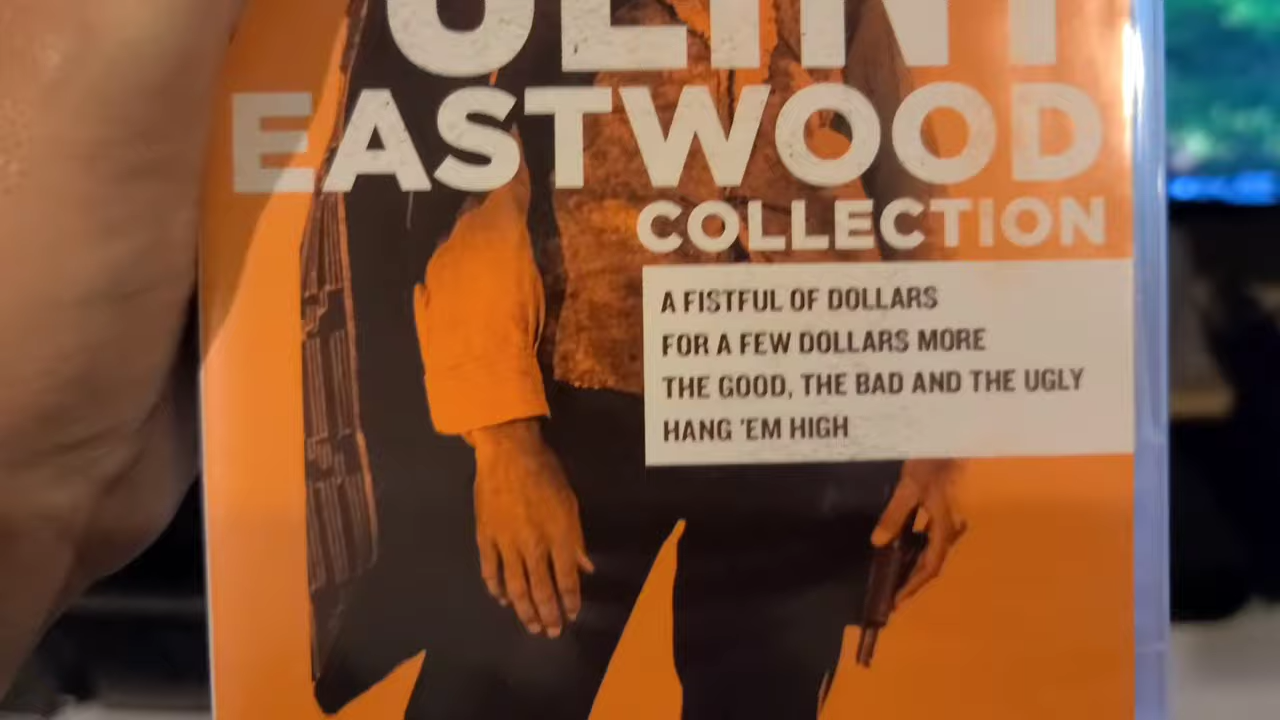 CLINT
EASTWOOD
COLLECTION
A FISTFUL OF DOLLARS
FOR A FEW DOLLARS MORE
THE GOOD, THE BAD AND THE UGLY
HANG 'EM HIGH